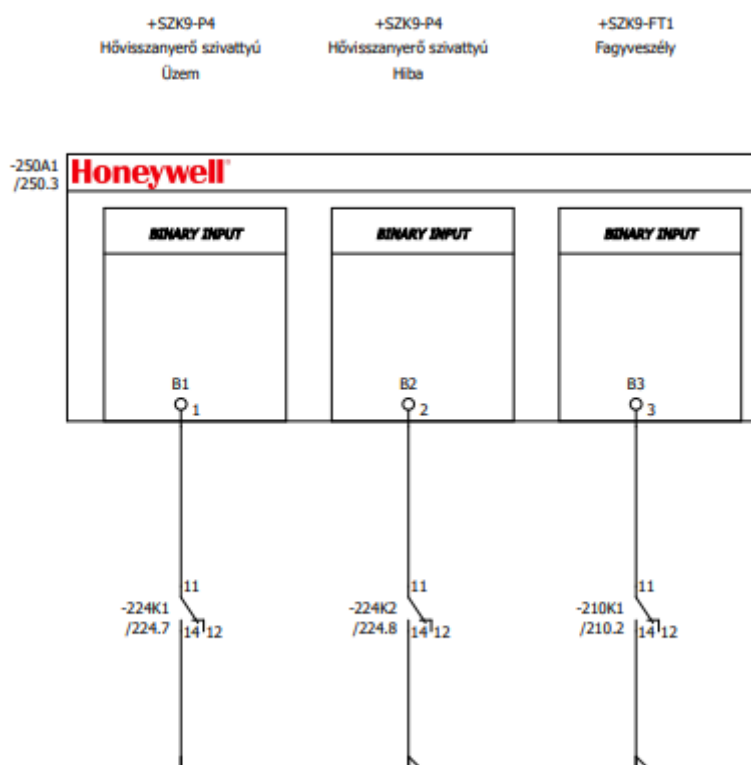 +SZK9-P4
Hővisszanyerő szivattyú
Üzem
+SZK9-P4
Hővisszanyerő szivattyú
Hiba
+SZK9-FT1
Fagyveszély
-250A1
/250.3
Honeywell
BINARY INPUT
BINARY INPUT
BINARY INPUT
B1
1
B2
2
B3
3
11
-224K1
/224.7
14 12
11
-224K2
/224.8
14 12
11
-210K1
/210.2
14 12